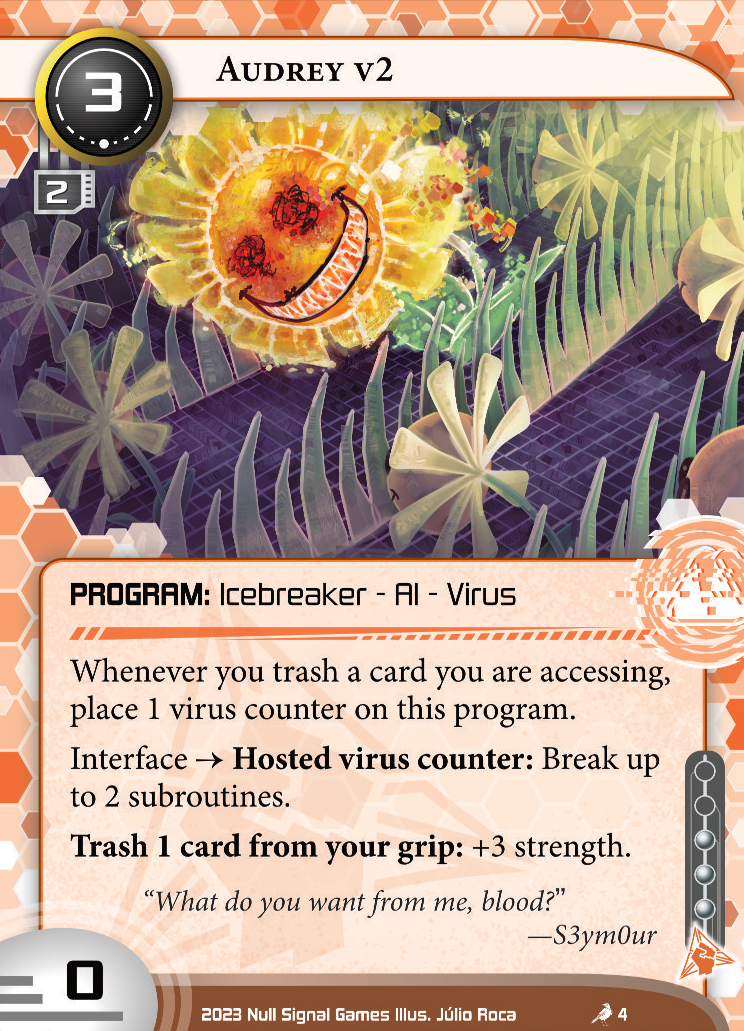 Audrey v2
3
2
PROGRAM: Icebreaker - AI - Virus
Whenever you trash a card you are accessing,
place 1 virus counter on this program.
Interface → Hosted virus counter: Break up
to 2 subroutines.
Trash 1 card from your grip: +3 strength.
“What do you want from me, blood?”
—S3ym0ur
0
2023 Null Signal Games Illus. Júlio Roca
4